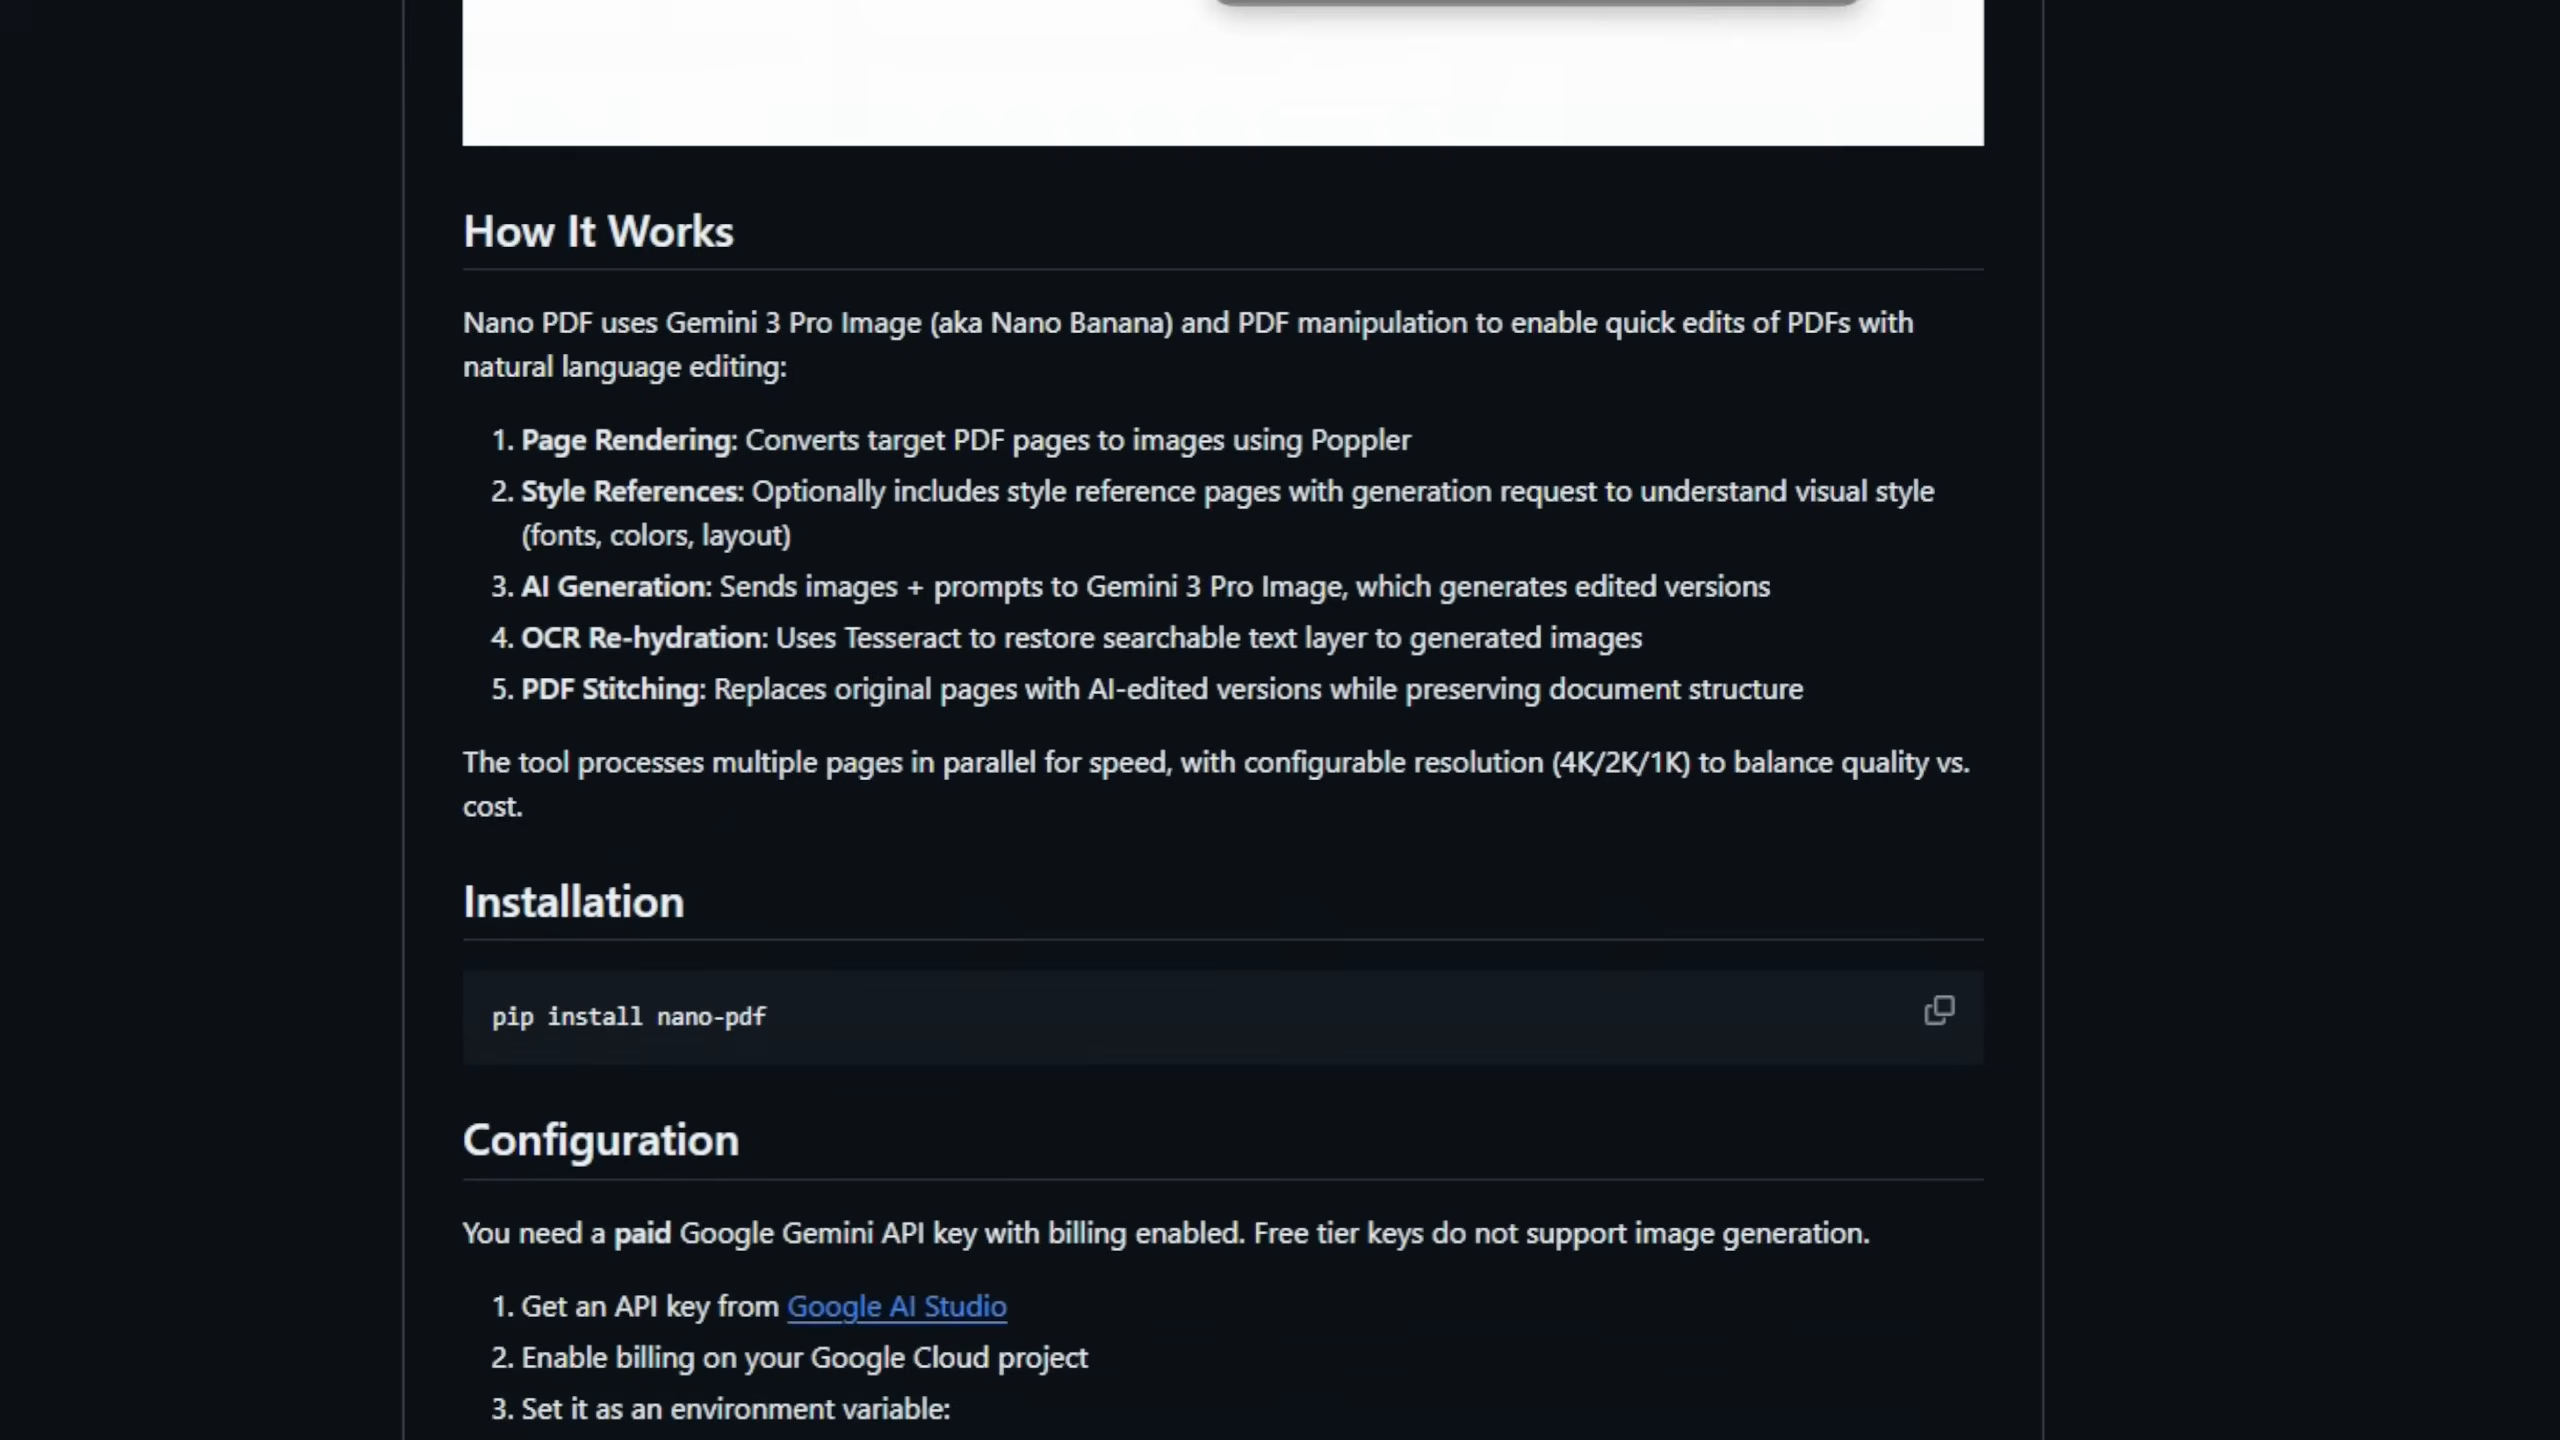 How It Works
Nano PDF uses Gemini 3 Pro Image (aka Nano Banana) and PDF manipulation to enable quick edits of PDFs with
natural language editing:
1. Page Rendering: Converts target PDF pages to images using Poppler
2. Style References: Optionally includes style reference pages with generation request to understand visual style
(fonts, colors, layout)
3. AI Generation: Sends images + prompts to Gemini 3 Pro Image, which generates edited versions
4. OCR Re-hydration: Uses Tesseract to restore searchable text layer to generated images
5. PDF Stitching: Replaces original pages with AI-edited versions while preserving document structure
The tool processes multiple pages in parallel for speed, with configurable resolution (4K/2K/1K) to balance quality vs.
cost.
Installation
pip install nano-pdf
Configuration
You need a paid Google Gemini API key with billing enabled. Free tier keys do not support image generation.
1. Get an API key from Google AI Studio
2. Enable billing on your Google Cloud project
3. Set it as an environment variable: